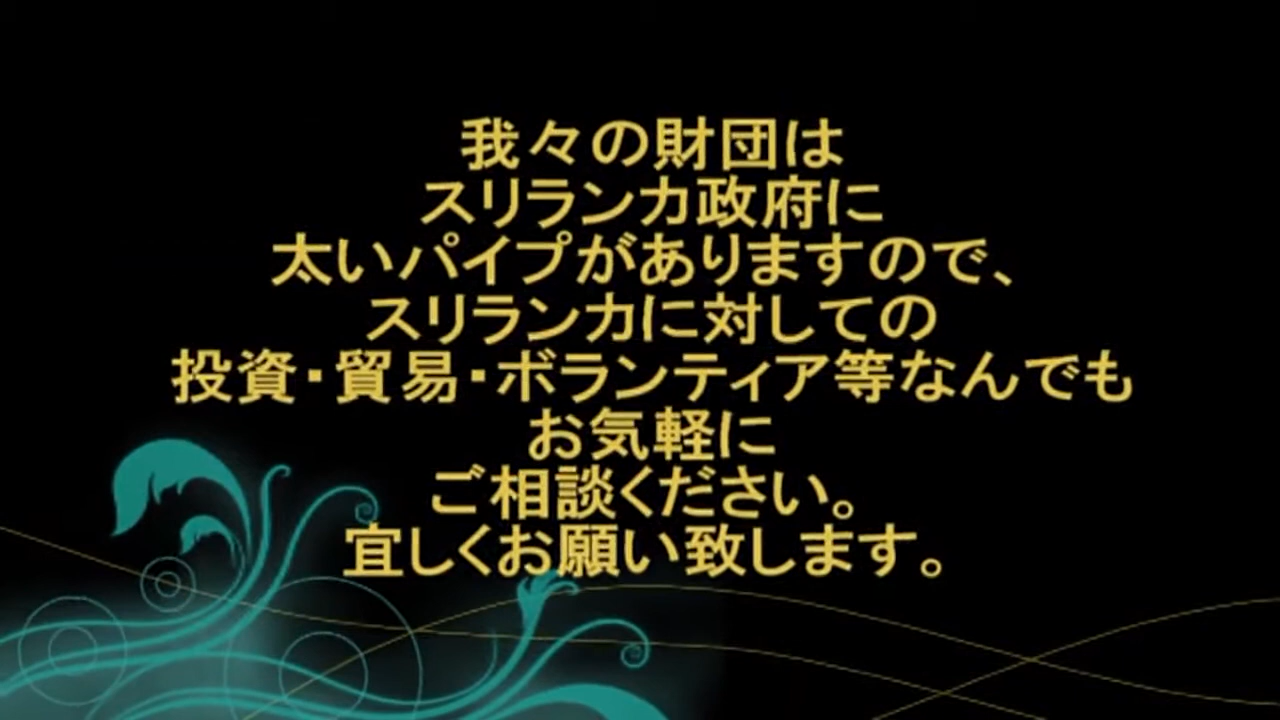 我々の財団は
スリランカ政府に
太いパイプがありますので、
スリランカに対しての
投資・貿易・ボランティア等なんでも
お気軽に
ご相談ください。
宜しくお願い致します。